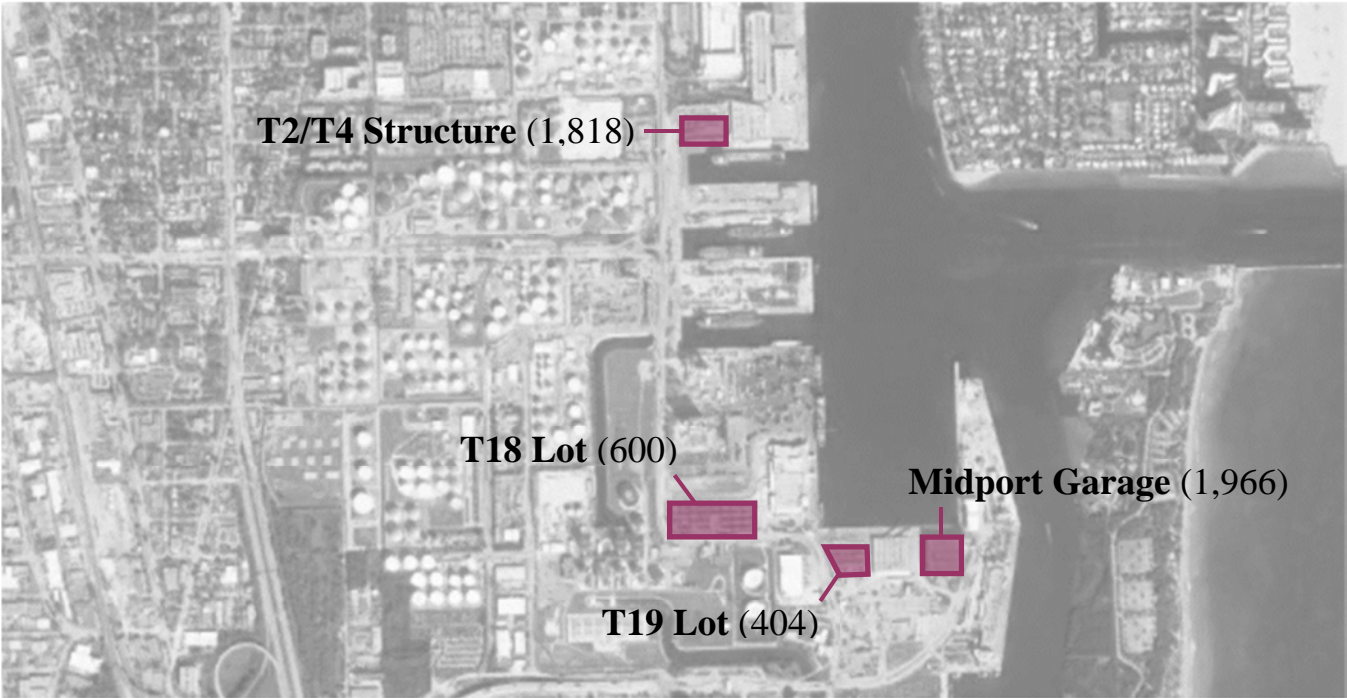 T2/T4 Structure (1,818)
T18 Lot (600)
Midport Garage (1,966)
T19 Lot (404)